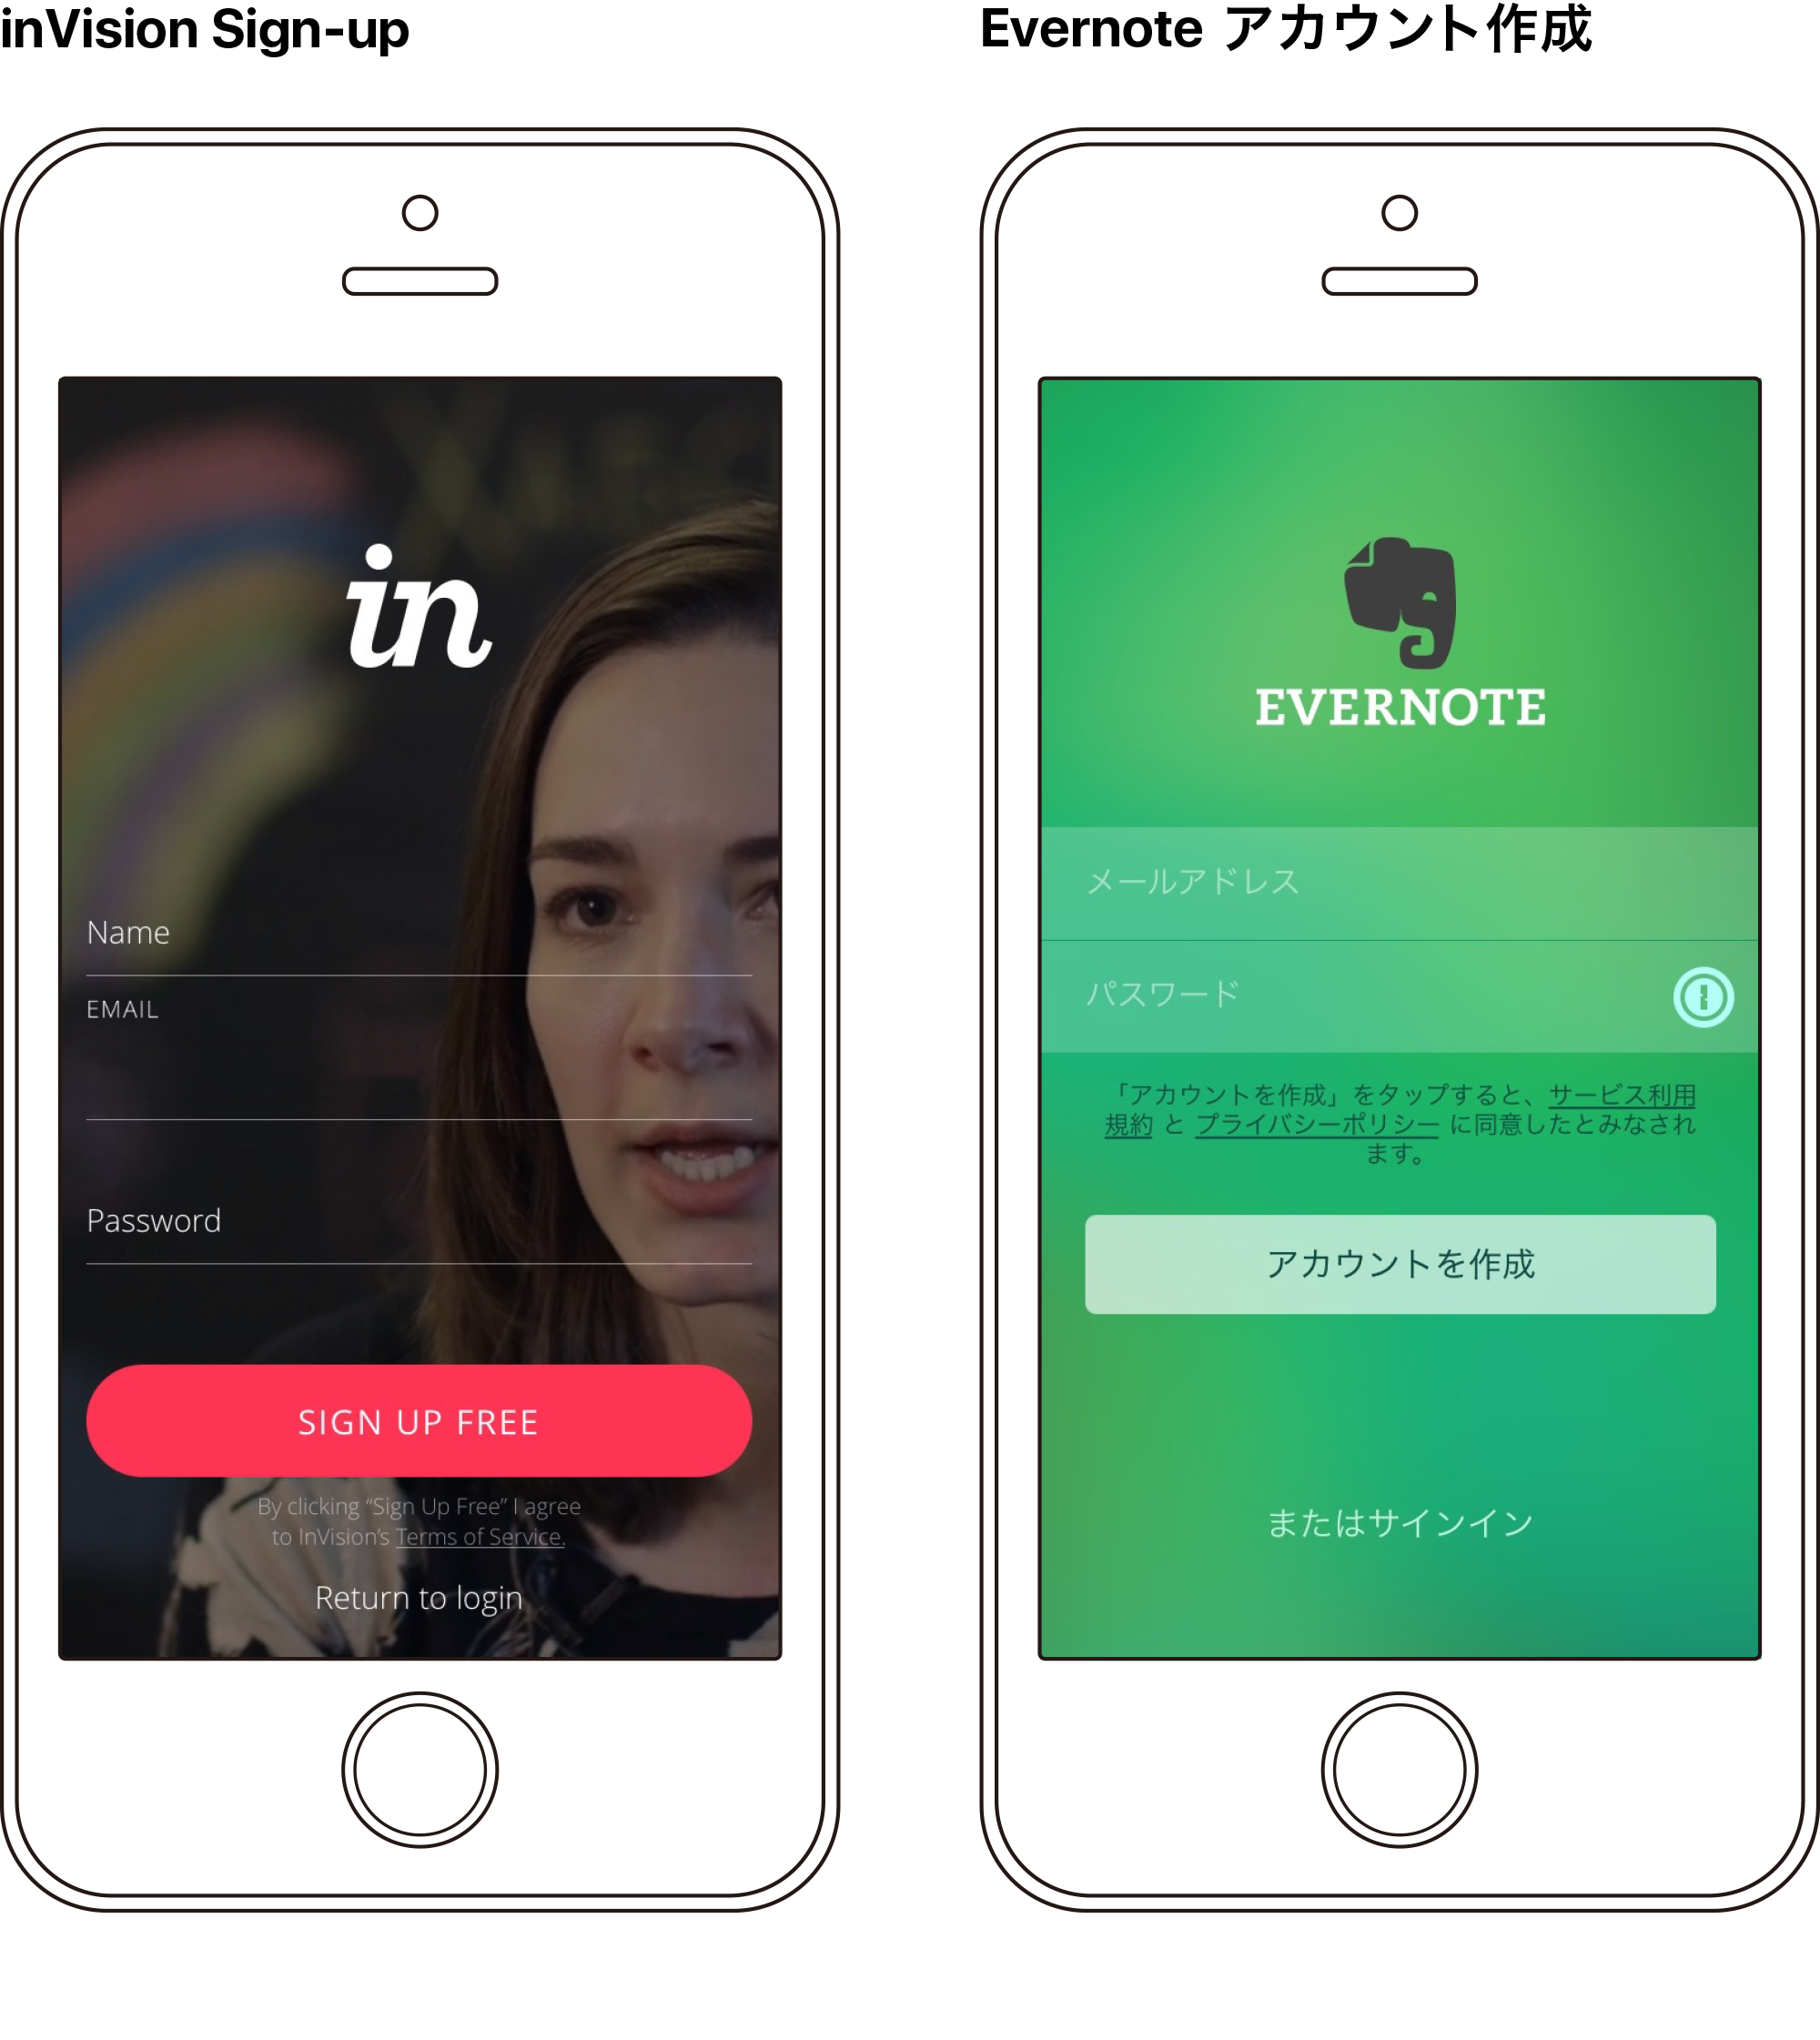 inVision Sign-up
in
Name
EMAIL
Password
SIGN UP FREE
By clicking “Sign Up Free” I agree
to InVision’s Terms of Service.
Return to login
Evernote アカウント作成
EVERNOTE
メールアドレス
パスワード
「アカウントを作成」をタップすると、サービス利用
規約 と プライバシーポリシー に同意したとみなされ
ます。
アカウントを作成
またはサインイン